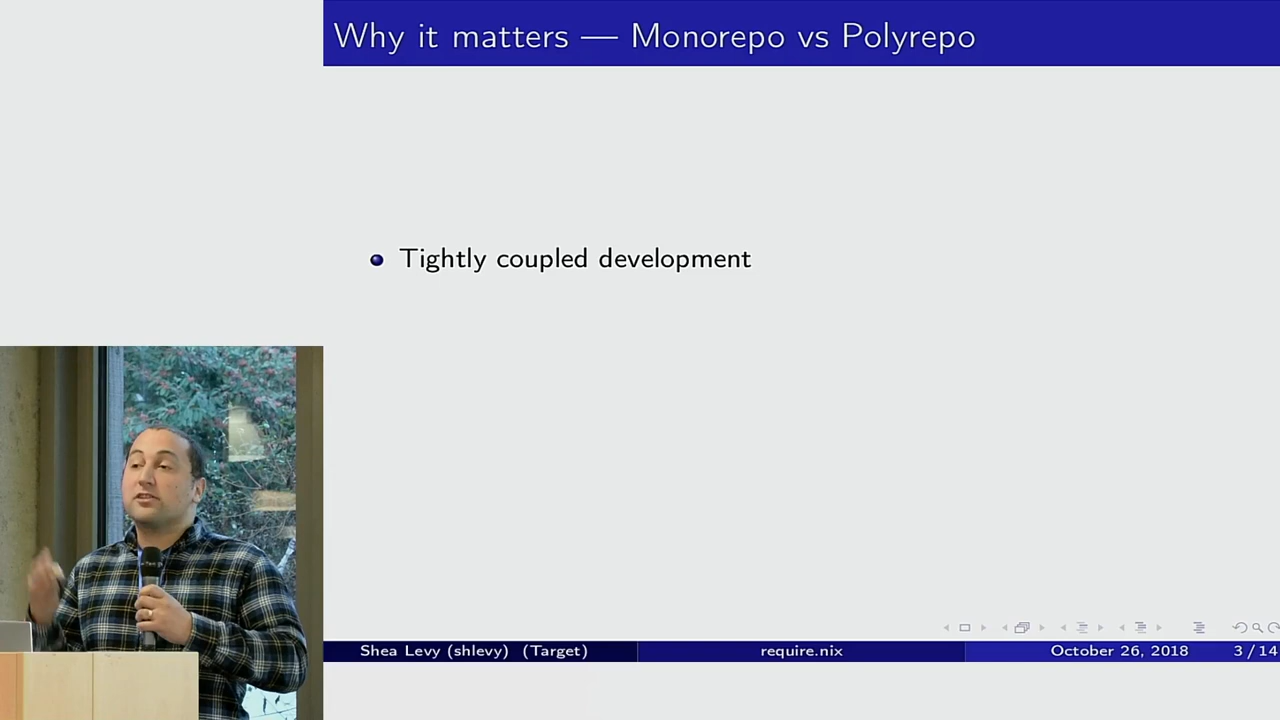 Why it matters — Monorepo vs Polyrepo
Tightly coupled development
Shea Levy (shlevy) (Target)
require.nix
October 26, 2018
3 / 14